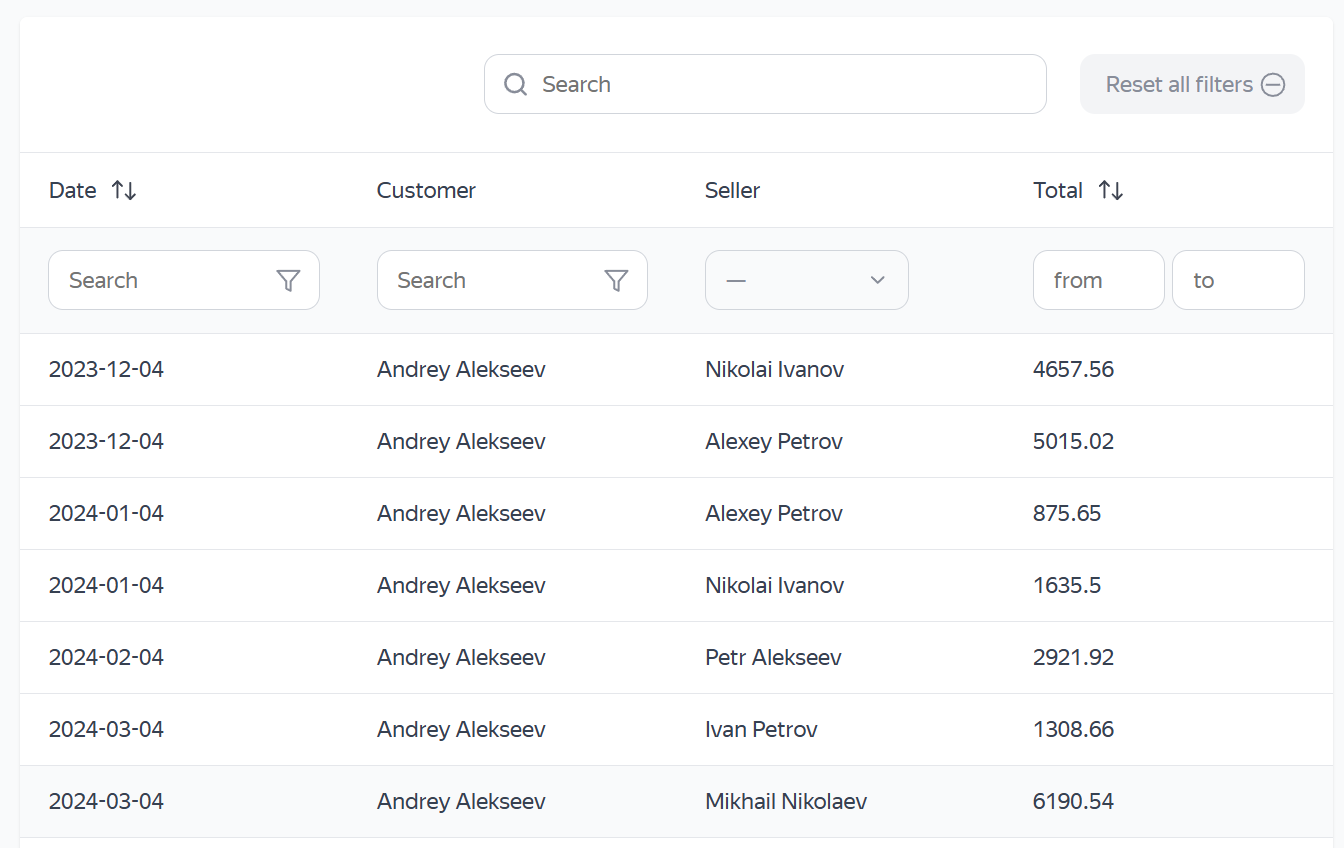 Search Reset all filters
Date Customer Seller Total
Search Search — from to
2023-12-04 Andrey Alekseev Nikolai Ivanov 4657.56
2023-12-04 Andrey Alekseev Alexey Petrov 5015.02
2024-01-04 Andrey Alekseev Alexey Petrov 875.65
2024-01-04 Andrey Alekseev Nikolai Ivanov 1635.5
2024-02-04 Andrey Alekseev Petr Alekseev 2921.92
2024-03-04 Andrey Alekseev Ivan Petrov 1308.66
2024-03-04 Andrey Alekseev Mikhail Nikolaev 6190.54